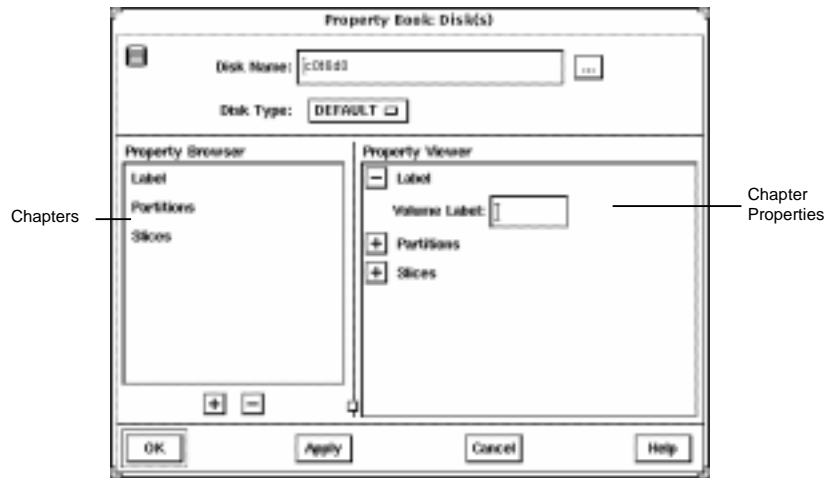 Property Book: Disk(s)
Disk Name: c0t6d0
...
Disk Type: DEFAULT
Property Browser
Label
Partitions
Slices
+ -
Property Viewer
- Label
Volume Label:
+ Partitions
+ Slices
Chapters
Chapter
Properties
OK Apply Cancel Help